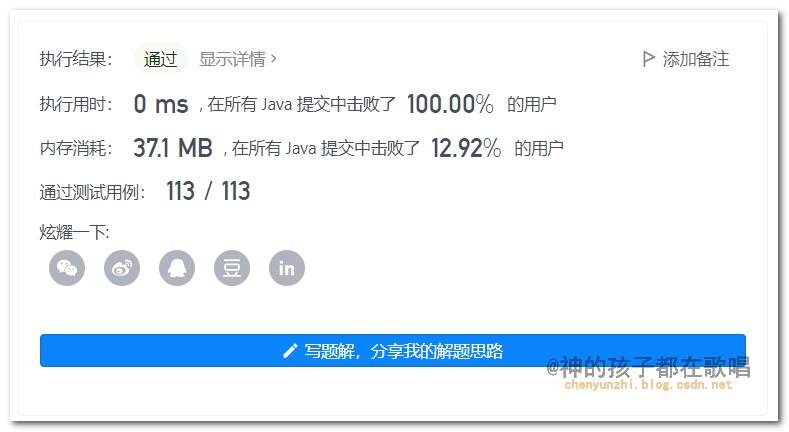 执行结果： 通过 显示详情 > 添加备注
执行用时： 0 ms , 在所有 Java 提交中击败了 100.00% 的用户
内存消耗： 37.1 MB , 在所有 Java 提交中击败了 12.92% 的用户
通过测试用例： 113 / 113
炫耀一下:
豆 in
写题解，分享我的解题思路
@神的孩子都在歌唱
chenyunzhi.blog.csdn.net